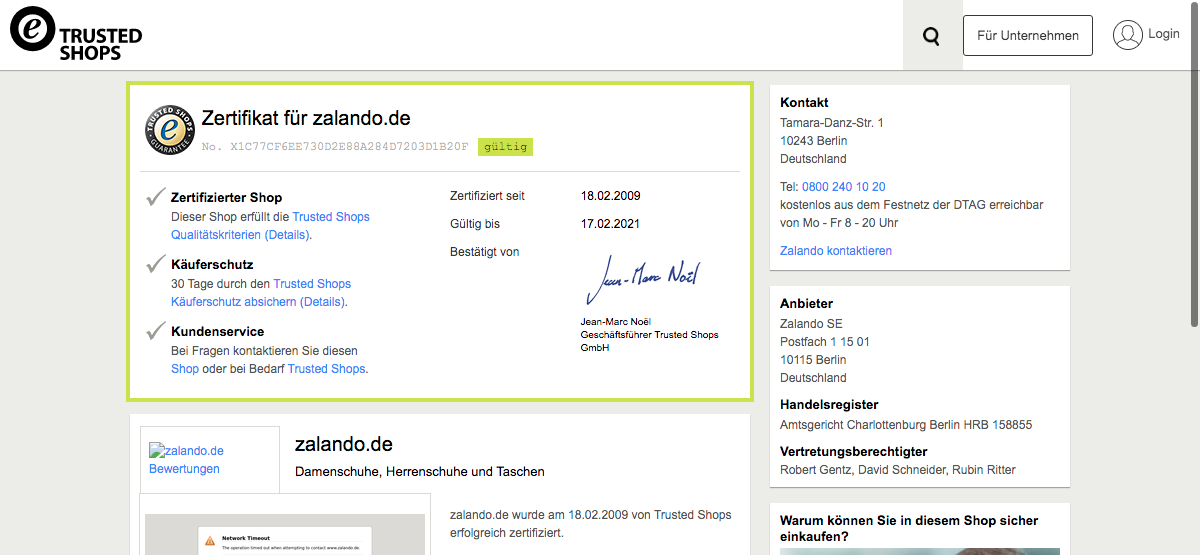 e TRUSTED
SHOPS
Für Unternehmen
Login
TRUSTED SHOPS
e
GUARANTEE
Zertifikat für zalando.de
No. X1C77CF6EE730D2E88A284D7203D1B20F gültig
Zertifizierter Shop
Dieser Shop erfüllt die Trusted Shops
Qualitätskriterien (Details).
Käuferschutz
30 Tage durch den Trusted Shops
Käuferschutz absichern (Details).
Kundenservice
Bei Fragen kontaktieren Sie diesen
Shop oder bei Bedarf Trusted Shops.
Zertifiziert seit 18.02.2009
Gültig bis 17.02.2021
Bestätigt von
Jean-Marc Noël
Jean-Marc Noël
Geschäftsführer Trusted Shops
GmbH
zalando.de
Bewertungen
zalando.de
Damenschuhe, Herrenschuhe und Taschen
Network Timeout
The operation timed out when attempting to contact www.zalando.de.
zalando.de wurde am 18.02.2009 von Trusted Shops
erfolgreich zertifiziert.
Kontakt
Tamara-Danz-Str. 1
10243 Berlin
Deutschland
Tel: 0800 240 10 20
kostenlos aus dem Festnetz der DTAG erreichbar
von Mo - Fr 8 - 20 Uhr
Zalando kontaktieren
Anbieter
Zalando SE
Postfach 1 15 01
10115 Berlin
Deutschland
Handelsregister
Amtsgericht Charlottenburg Berlin HRB 158855
Vertretungsberechtigter
Robert Gentz, David Schneider, Rubin Ritter
Warum können Sie in diesem Shop sicher
einkaufen?